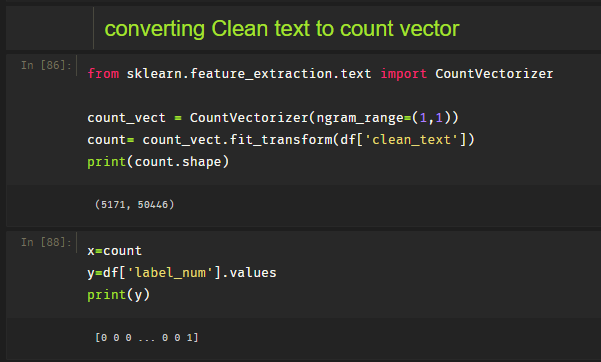 converting Clean text to count vector
In [86]:
from sklearn.feature_extraction.text import CountVectorizer
count_vect = CountVectorizer(ngram_range=(1,1))
count= count_vect.fit_transform(df['clean_text'])
print(count.shape)
(5171, 50446)
In [88]:
x=count
y=df['label_num'].values
print(y)
[0 0 0 ... 0 0 1]